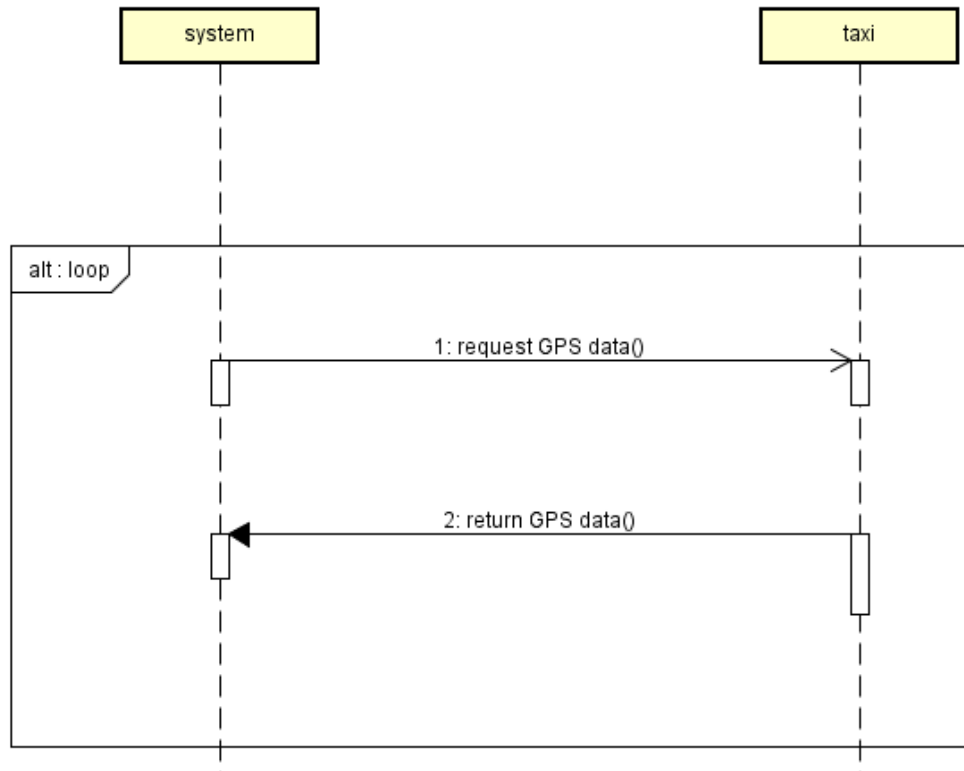 system
taxi
alt : loop
1: request GPS data()
2: return GPS data()